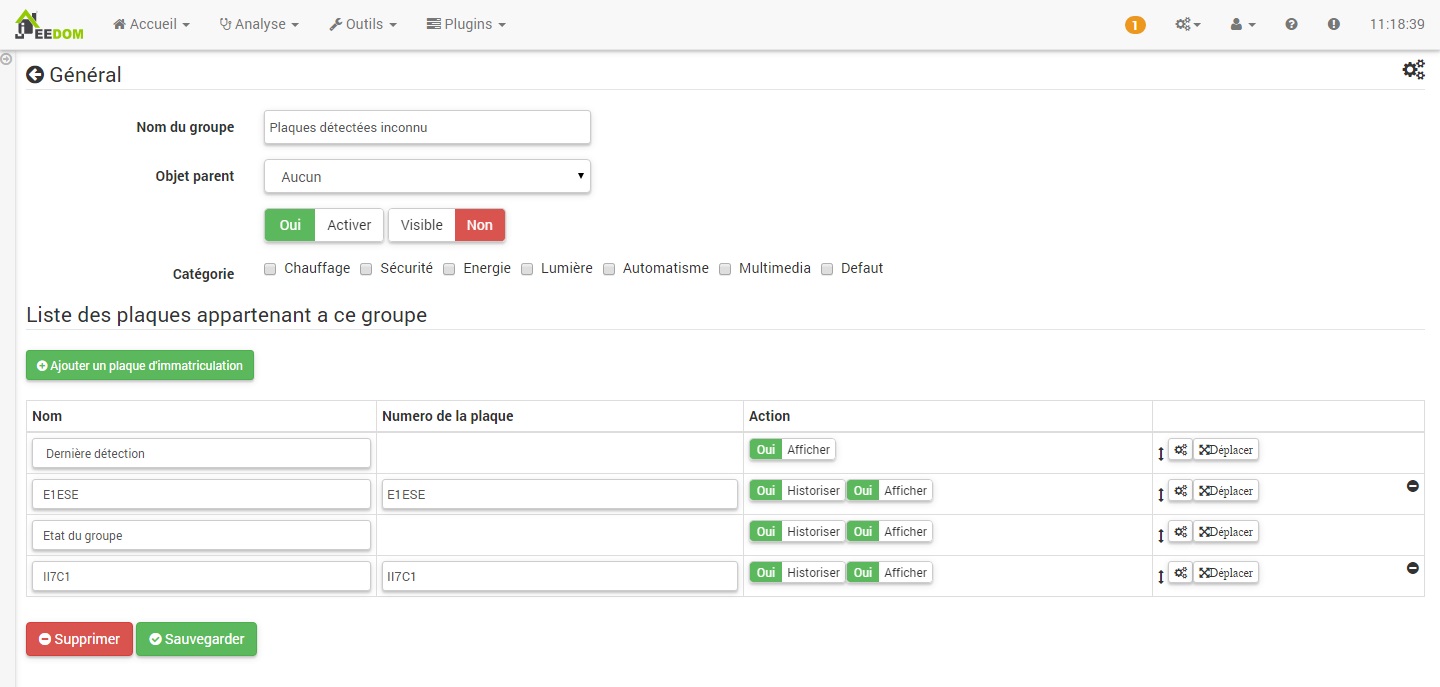 JEEDOM Accueil Analyse Outils Plugins 1 11:18:39
Général
Nom du groupe Plaques détectées inconnu
Objet parent Aucun
Oui Activer Visible Non
Catégorie Chauffage Sécurité Energie Lumière Automatisme Multimedia Defaut
Liste des plaques appartenant a ce groupe
Ajouter un plaque d'immatriculation
Nom Numero de la plaque Action
Dernière détection Oui Afficher Déplacer
E1ESE E1ESE Oui Historiser Oui Afficher Déplacer
Etat du groupe Oui Historiser Oui Afficher Déplacer
II7C1 II7C1 Oui Historiser Oui Afficher Déplacer
Supprimer Sauvegarder